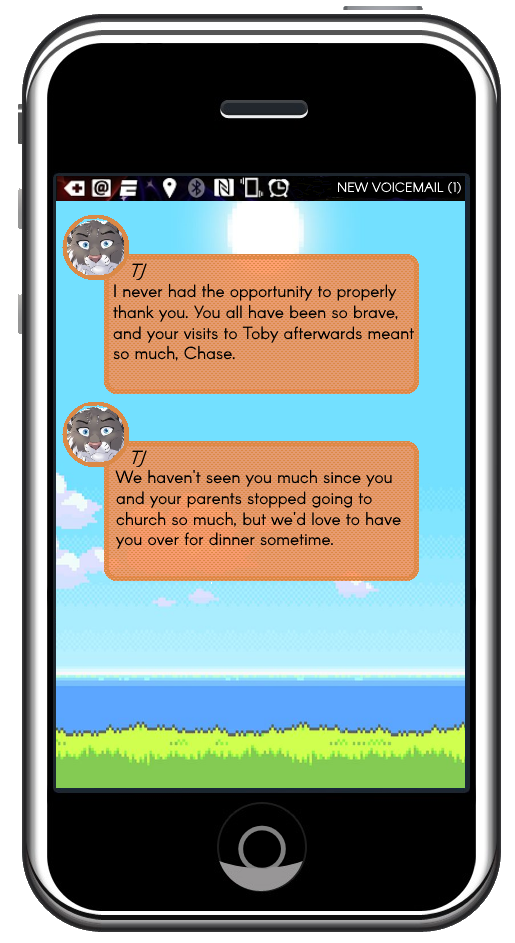 NEW VOICEMAIL (1)
TJ
I never had the opportunity to properly
thank you. You all have been so brave,
and your visits to Toby afterwards meant
so much, Chase.
TJ
We haven't seen you much since you
and your parents stopped going to
church so much, but we'd love to have
you over for dinner sometime.